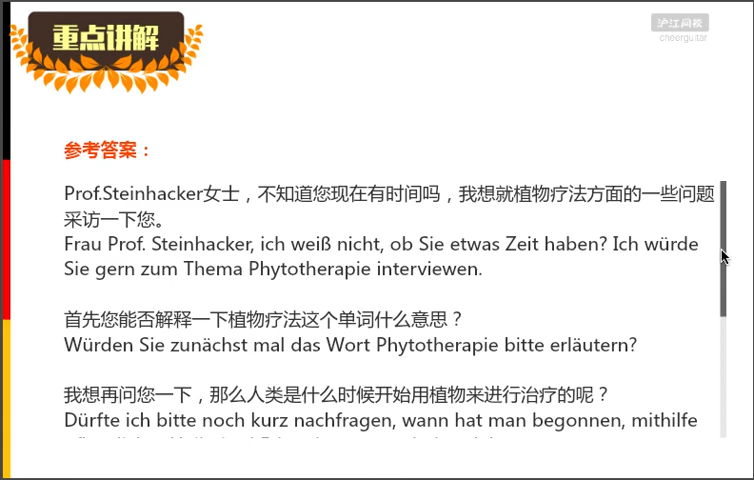 重点讲解
沪江网校
cheerguitar
参考答案：
Prof.Steinhacker女士，不知道您现在有时间吗，我想就植物疗法方面的一些问题
采访一下您。
Frau Prof. Steinhacker, ich weiß nicht, ob Sie etwas Zeit haben? Ich würde
Sie gern zum Thema Phytotherapie interviewen.
首先您能否解释一下植物疗法这个单词什么意思？
Würden Sie zunächst mal das Wort Phytotherapie bitte erläutern?
我想再问您一下，那么人类是什么时候开始用植物来进行治疗的呢？
Dürfte ich bitte noch kurz nachfragen, wann hat man begonnen, mithilfe